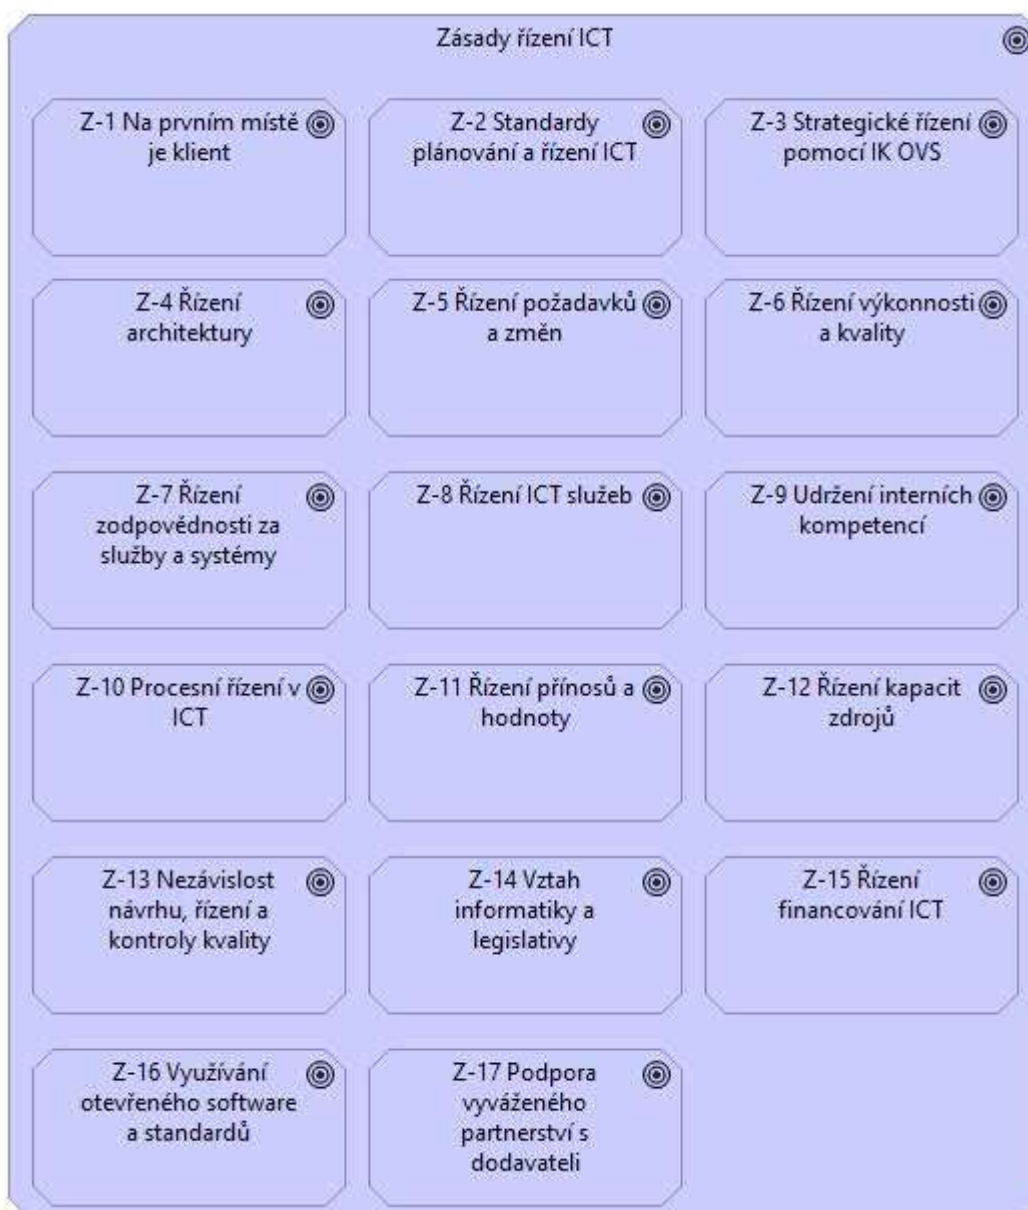 Zásady řízení ICT
Z-1 Na prvním místě
je klient
Z-2 Standardy
plánování a řízení ICT
Z-3 Strategické řízení
pomocí IK OVS
Z-4 Řízení
architektury
Z-5 Řízení požadavků
a změn
Z-6 Řízení výkonnosti
a kvality
Z-7 Řízení
zodpovědnosti za
služby a systémy
Z-8 Řízení ICT služeb
Z-9 Udržení interních
kompetencí
Z-10 Procesní řízení v
ICT
Z-11 Řízení přínosů a
hodnoty
Z-12 Řízení kapacit
zdrojů
Z-13 Nezávislost
návrhu, řízení a
kontroly kvality
Z-14 Vztah
informatiky a
legislativy
Z-15 Řízení
financování ICT
Z-16 Využívání
otevřeného software
a standardů
Z-17 Podpora
vyváženého
partnerství s
dodavateli